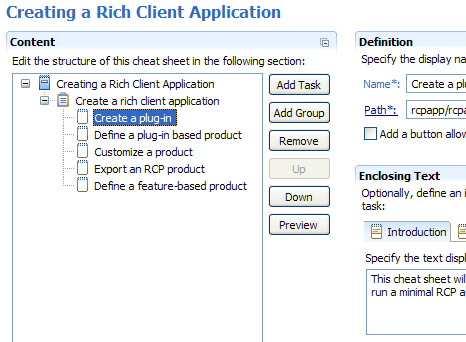 Creating a Rich Client Application
Content
Edit the structure of this cheat sheet in the following section:
Creating a Rich Client Application
Create a rich client application
Create a plug-in
Define a plug-in based product
Customize a product
Export an RCP product
Define a feature-based product
Add Task
Add Group
Remove
Up
Down
Preview
Definition
Specify the display na
Name*:
Create a plu
Path*:
rcpapp/rcpa
Add a button allow
Enclosing Text
Optionally, define an i
task:
Introduction
Specify the text displ
This cheat sheet wil
run a minimal RCP a